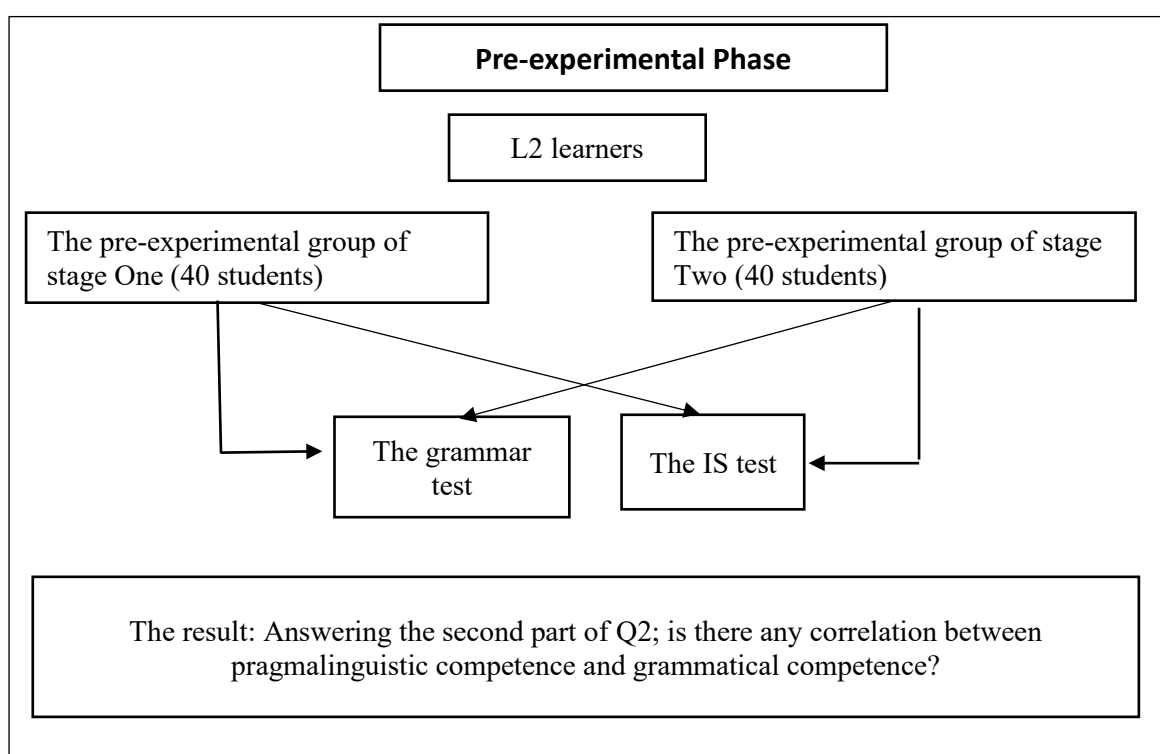 Pre-experimental Phase
L2 learners
The pre-experimental group of
stage One (40 students)
The pre-experimental group of stage
Two (40 students)
The grammar
test
The IS test
The result: Answering the second part of Q2; is there any correlation between
pragmalinguistic competence and grammatical competence?